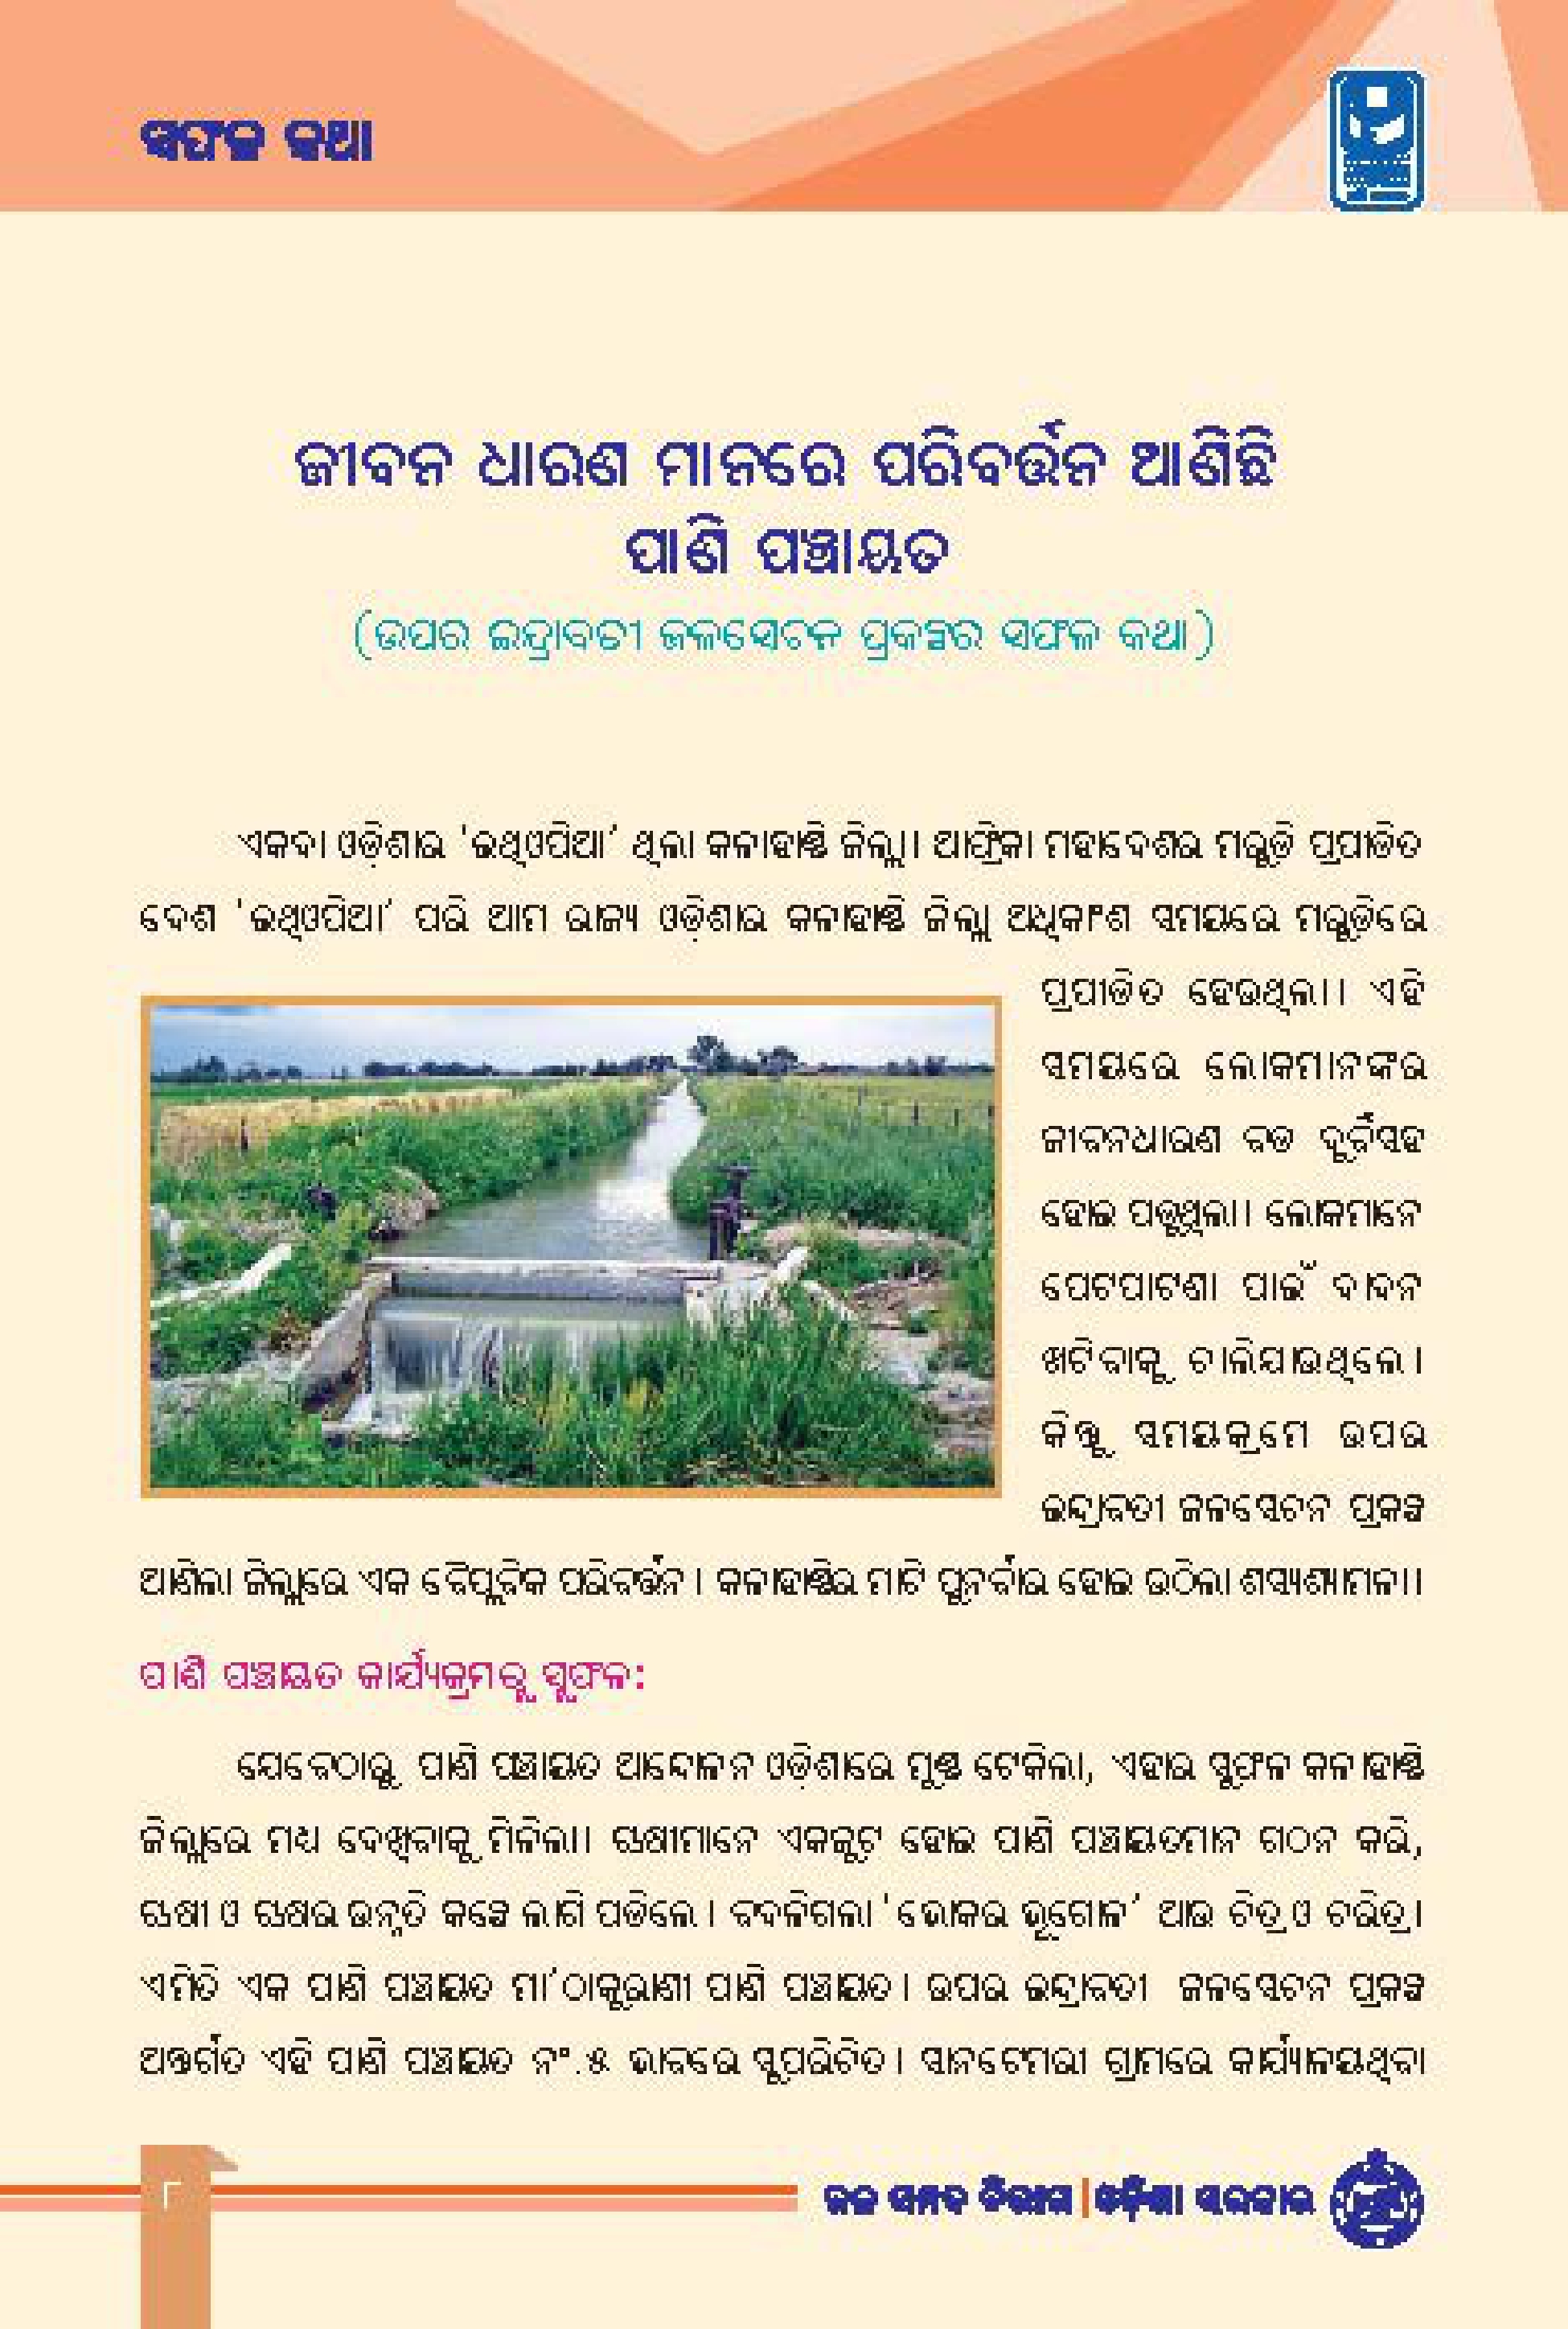 ସଫଳ କଥା
ଜୀବନ ଧାରଣ ମାନରେ ପରିବର୍ତ୍ତନ ଆଣିଛି
ପାଣି ପଞ୍ଚାୟତ
(ଉପର ଇନ୍ଦ୍ରାବତୀ ଜଳସେଚନ ପ୍ରକଳ୍ପର ସଫଳ କଥା)
ଏକଦା ଓଡ଼ିଶାର 'ଇଥିଓପିଆ' ଥିଲା କଳାହାଣ୍ଡି ଜିଲ୍ଲା। ଆଫ୍ରିକା ମହାଦେଶର ମରୁଡ଼ି ପ୍ରପୀଡିତ
ଦେଶ 'ଇଥିଓପିଆ' ପରି ଆମ ରାଜ୍ୟ ଓଡ଼ିଶାର କଳାହାଣ୍ଡି ଜିଲ୍ଲା ଅଧିକାଂଶ ସମୟରେ ମରୁଡ଼ିରେ
ପ୍ରପୀଡିତ ହେଉଥିଲା। ଏହି
ସମୟରେ ଲୋକମାନଙ୍କର
ଜୀବନଧାରଣ ବଡ ଦୁର୍ବିସହ
ହୋଇ ପଡୁଥିଲା। ଲୋକମାନେ
ପେଟପାଟଣା ପାଇଁ ଦାଦନ
ଖଟିବାକୁ ଚାଲିଯାଉଥିଲେ।
କିନ୍ତୁ ସମୟକ୍ରମେ ଉପର
ଇନ୍ଦ୍ରାବତୀ ଜଳସେଚନ ପ୍ରକଳ୍ପ
ଆଣିଲା ଜିଲ୍ଲାରେ ଏକ ବୈପ୍ଲବିକ ପରିବର୍ତ୍ତନ। କଳାହାଣ୍ଡିର ମାଟି ପୁନର୍ବାର ହୋଇ ଉଠିଲା ଶସ୍ୟଶ୍ୟାମଳା।
ପାଣି ପଞ୍ଚାୟତ କାର୍ଯ୍ୟକ୍ରମରୁ ସୁଫଳ:
ଯେବେଠାରୁ ପାଣି ପଞ୍ଚାୟତ ଆନ୍ଦୋଳନ ଓଡ଼ିଶାରେ ମୁଣ୍ଡ ଟେକିଲା, ଏହାର ସୁଫଳ କଳାହାଣ୍ଡି
ଜିଲ୍ଲାରେ ମଧ୍ୟ ଦେଖିବାକୁ ମିଳିଲା। ଚାଷୀମାନେ ଏକଜୁଟ ହୋଇ ପାଣି ପଞ୍ଚାୟତମାନ ଗଠନ କରି,
ଚାଷୀ ଓ ଚାଷର ଉନ୍ନତି କଳ୍ପେ ଲାଗି ପଡିଲେ। ବଦଳିଗଲା 'ଭୋକର ଭୂଗୋଳ' ଆଉ ଚିତ୍ର ଓ ଚରିତ୍ର।
ଏମିତି ଏକ ପାଣି ପଞ୍ଚାୟତ ମା'ଠାକୁରାଣୀ ପାଣି ପଞ୍ଚାୟତ। ଉପର ଇନ୍ଦ୍ରାବତୀ ଜଳସେଚନ ପ୍ରକଳ୍ପ
ଅନ୍ତର୍ଗତ ଏହି ପାଣି ପଞ୍ଚାୟତ ନଂ.୫ ଭାବରେ ସୁପରିଚିତ। ସାନଟେମରୀ ଗ୍ରାମରେ କାର୍ଯ୍ୟାଳୟଥିବା
୮
ଜଳ ସମ୍ପଦ ବିଭାଗ | ଓଡ଼ିଶା ସରକାର